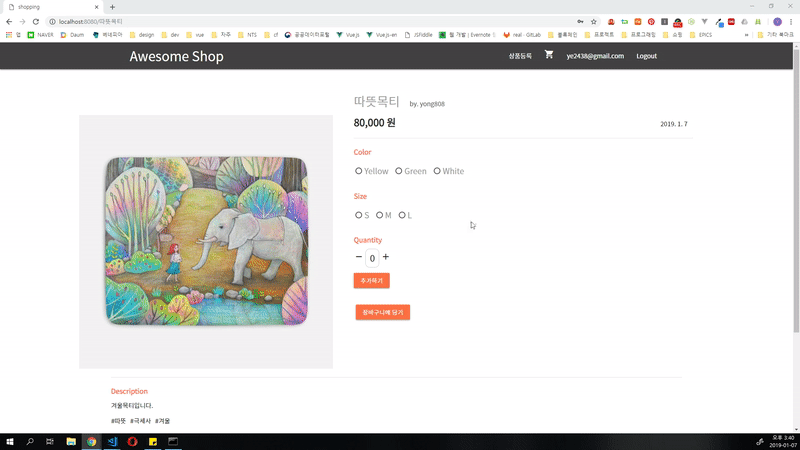 shopping
localhost:8080/따뜻목티
앱 NAVER Daum 베네피아 design dev vue 자주 NTS cf 공공데이터포털 Vue.js Vue.js-en JSFiddle 웹 개발 | Evernote real - GitLab 블록체인 프로젝트 프로그래밍 쇼핑 EPICS » 기타 북마크
Awesome Shop 상품등록 ye2438@gmail.com Logout
따뜻목티 by. yong808
80,000 원 2019. 1. 7
Color
Yellow Green White
Size
S M L
Quantity
− 0 +
추가하기
장바구니에 담기
Description
겨울목티입니다.
#따뜻 #극세사 #겨울
오후 3:40
2019-01-07